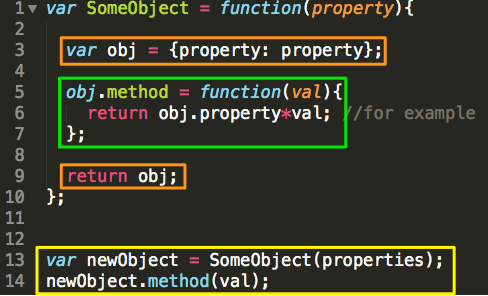 1 var SomeObject = function(property){
2
3 var obj = {property: property};
4
5 obj.method = function(val){
6 return obj.property*val; //for example
7 };
8
9 return obj;
10 };
11
12
13 var newObject = SomeObject(properties);
14 newObject.method(val);